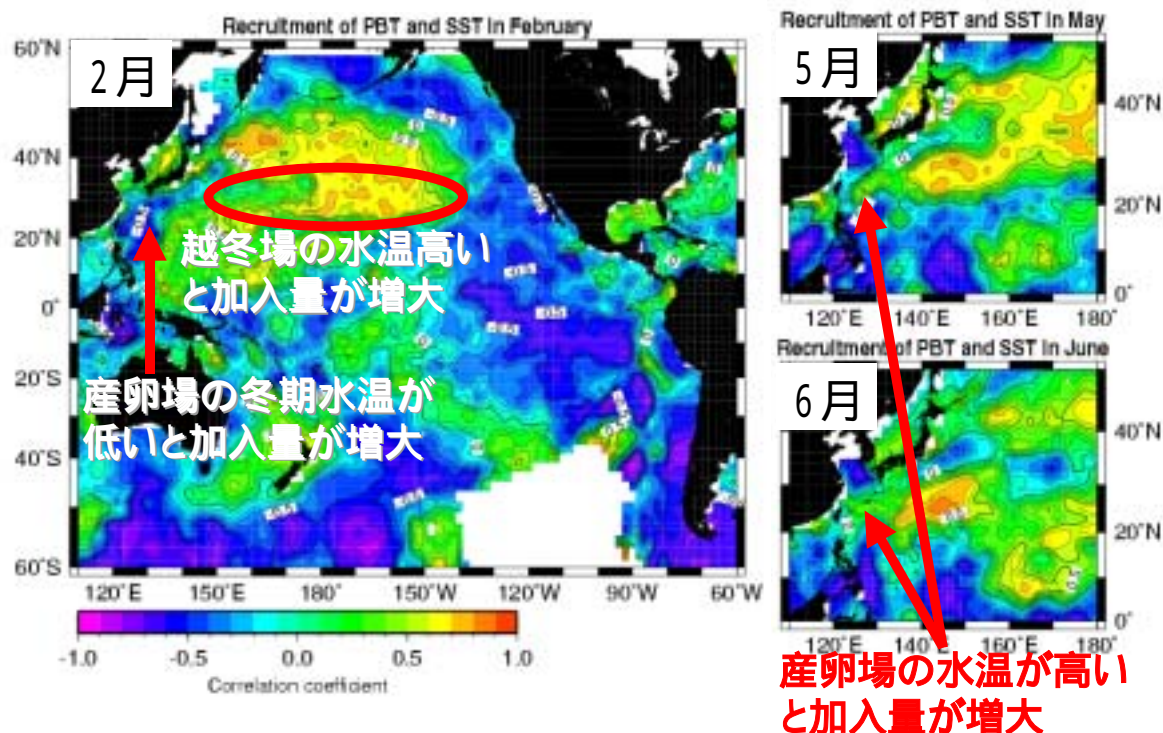 Recruitment of PBT and SST In February
60°N
40°N
20°N
0°
20°S
40°S
60°S
2月
越冬場の水温高い
と加入量が増大
産卵場の冬期水温が
低いと加入量が増大
120°E 150°E 180° 150°W 120°W 90°W 60°W
-1.0 -0.5 0.0 0.5 1.0
Correlation coefficient
Recruitment of PBT and SST In May
5月
40°N
20°N
0°
120°E 140°E 160°E 180°
Recruitment of PBT and SST In June
6月
40°N
20°N
0°
120°E 140°E 160°E 180°
産卵場の水温が高い
と加入量が増大